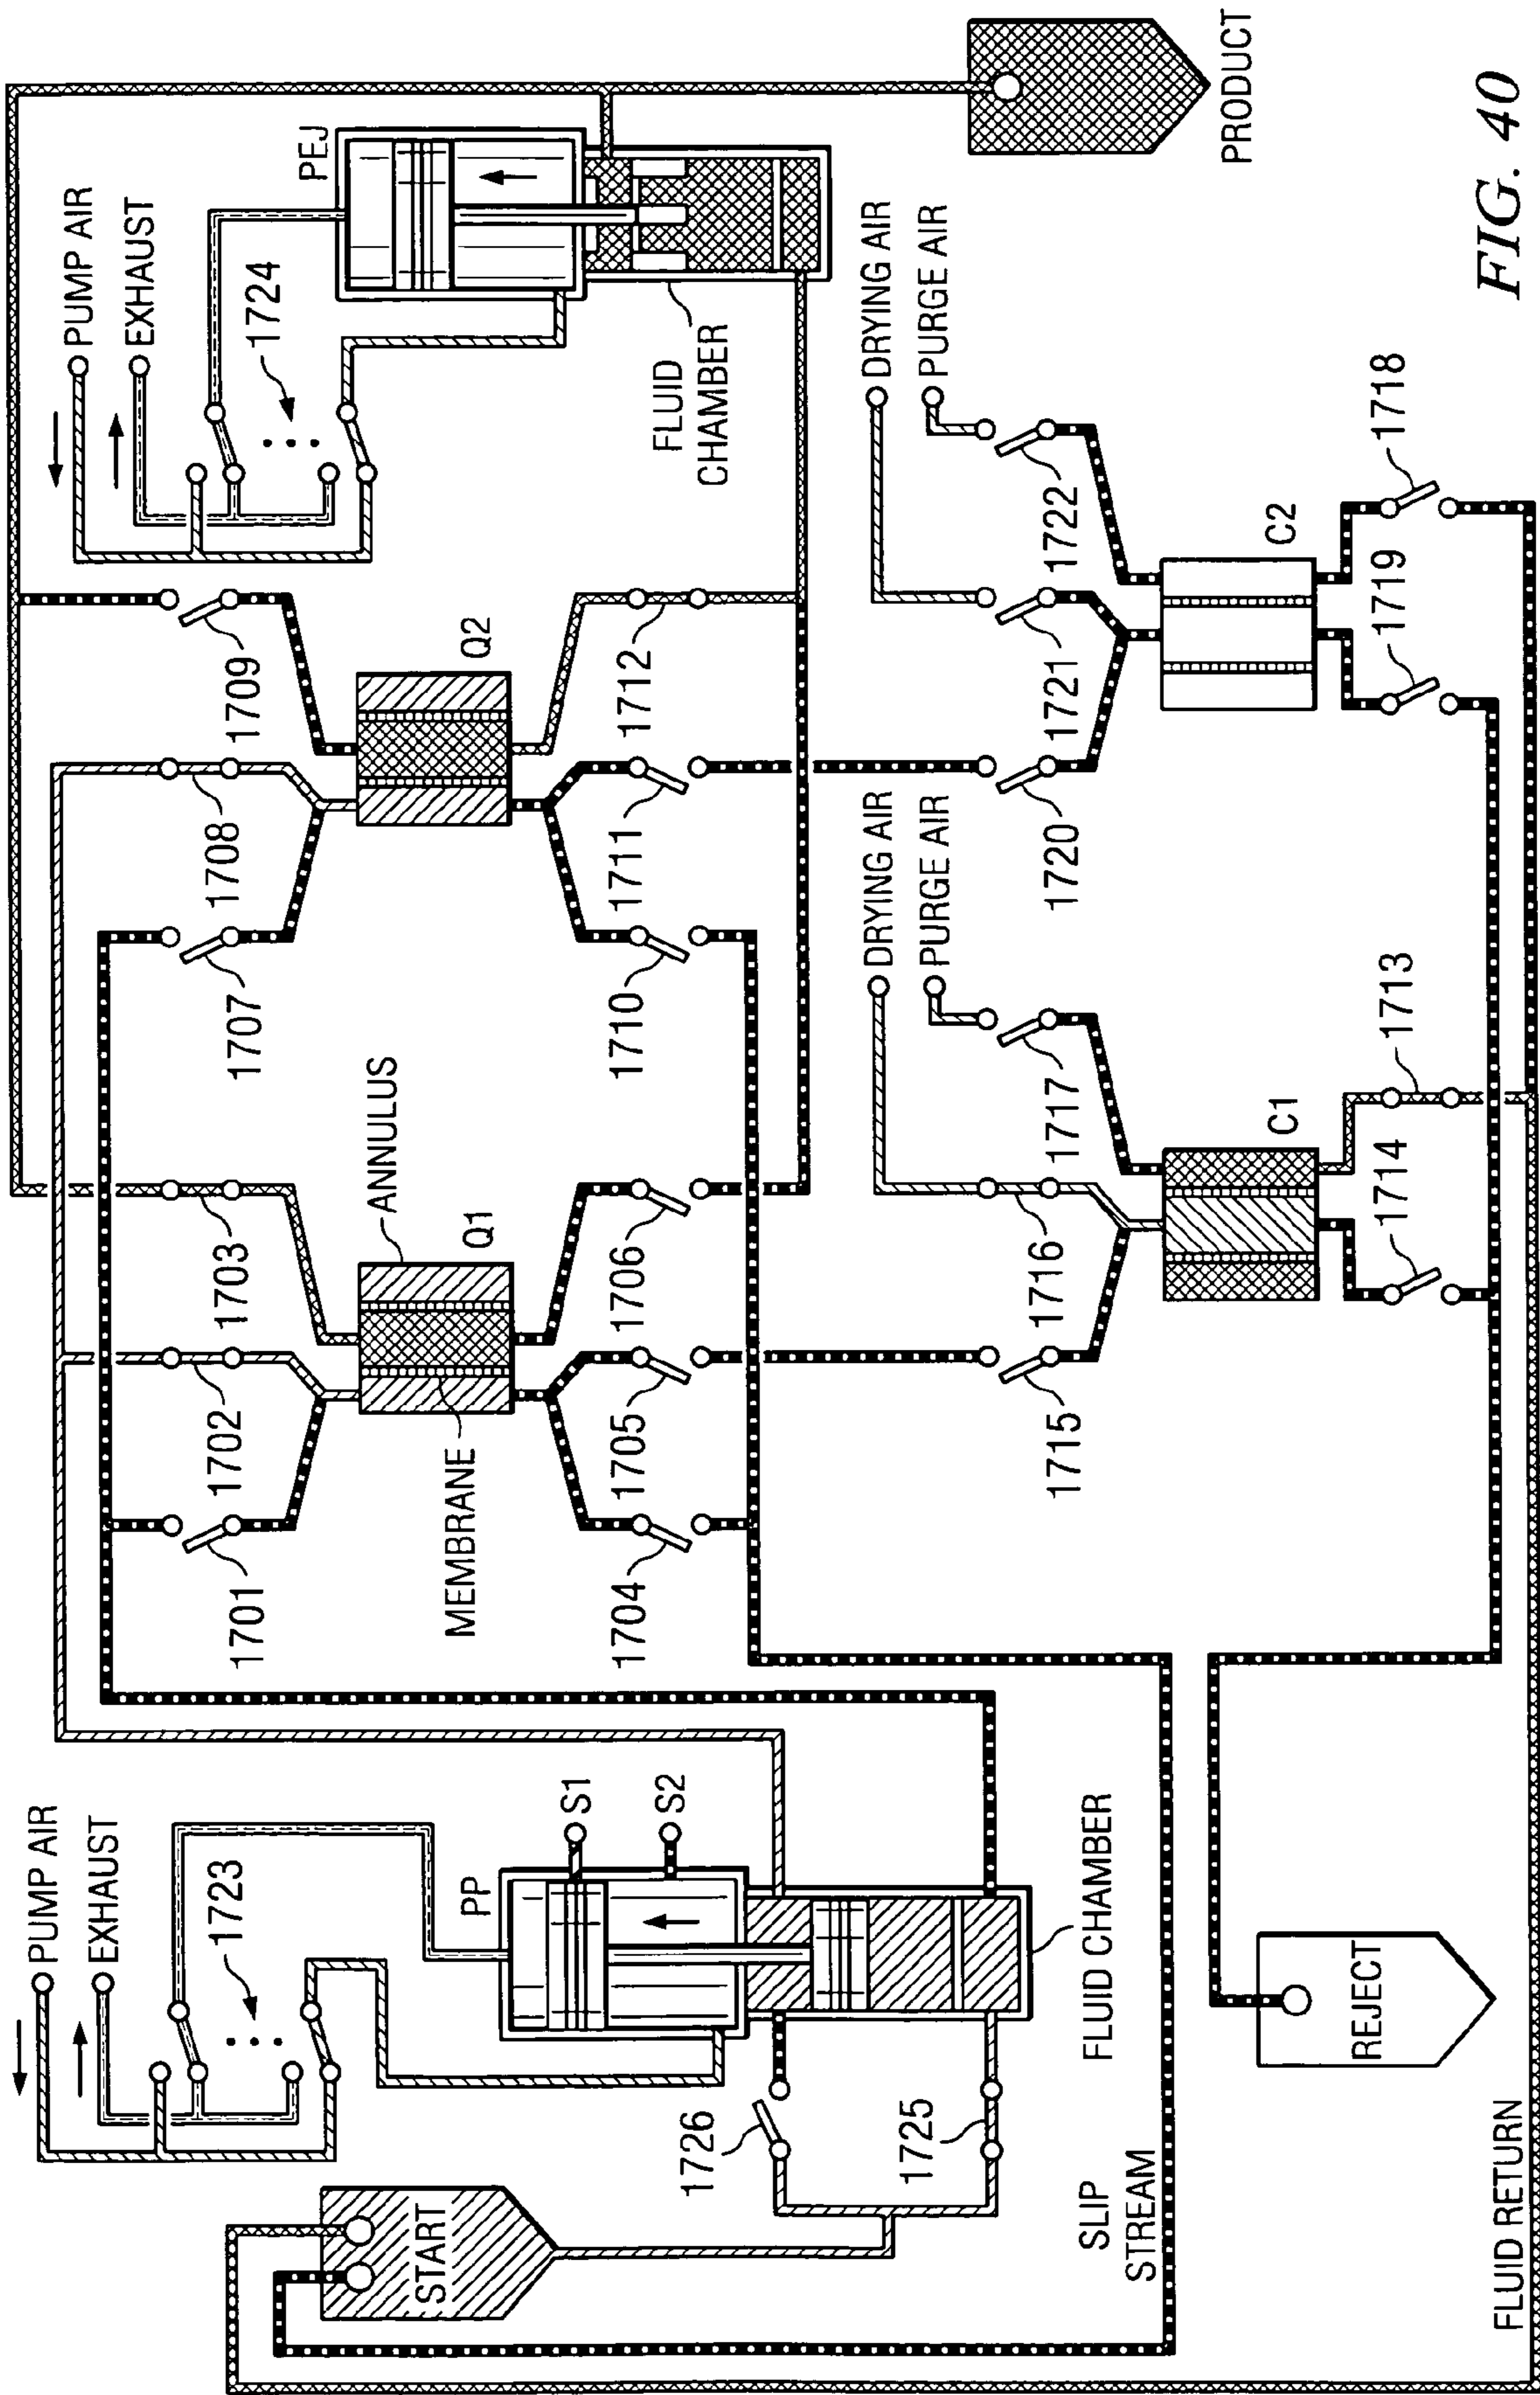 PUMP AIR
EXHAUST
1723
START
1726
1725
PP
S1
S2
FLUID CHAMBER
SLIP
STREAM
REJECT
FLUID RETURN
1701
1702
1703
1704
1705
1706
MEMBRANE
ANNULUS
Q1
1707
1708
1709
1710
1711
1712
Q2
PUMP AIR
EXHAUST
1724
PEJ
FLUID
CHAMBER
PRODUCT
DRYING AIR
PURGE AIR
1715
1716
1717
C1
1714
1713
DRYING AIR
PURGE AIR
1720
1721
1722
C2
1719
1718
FIG. 40